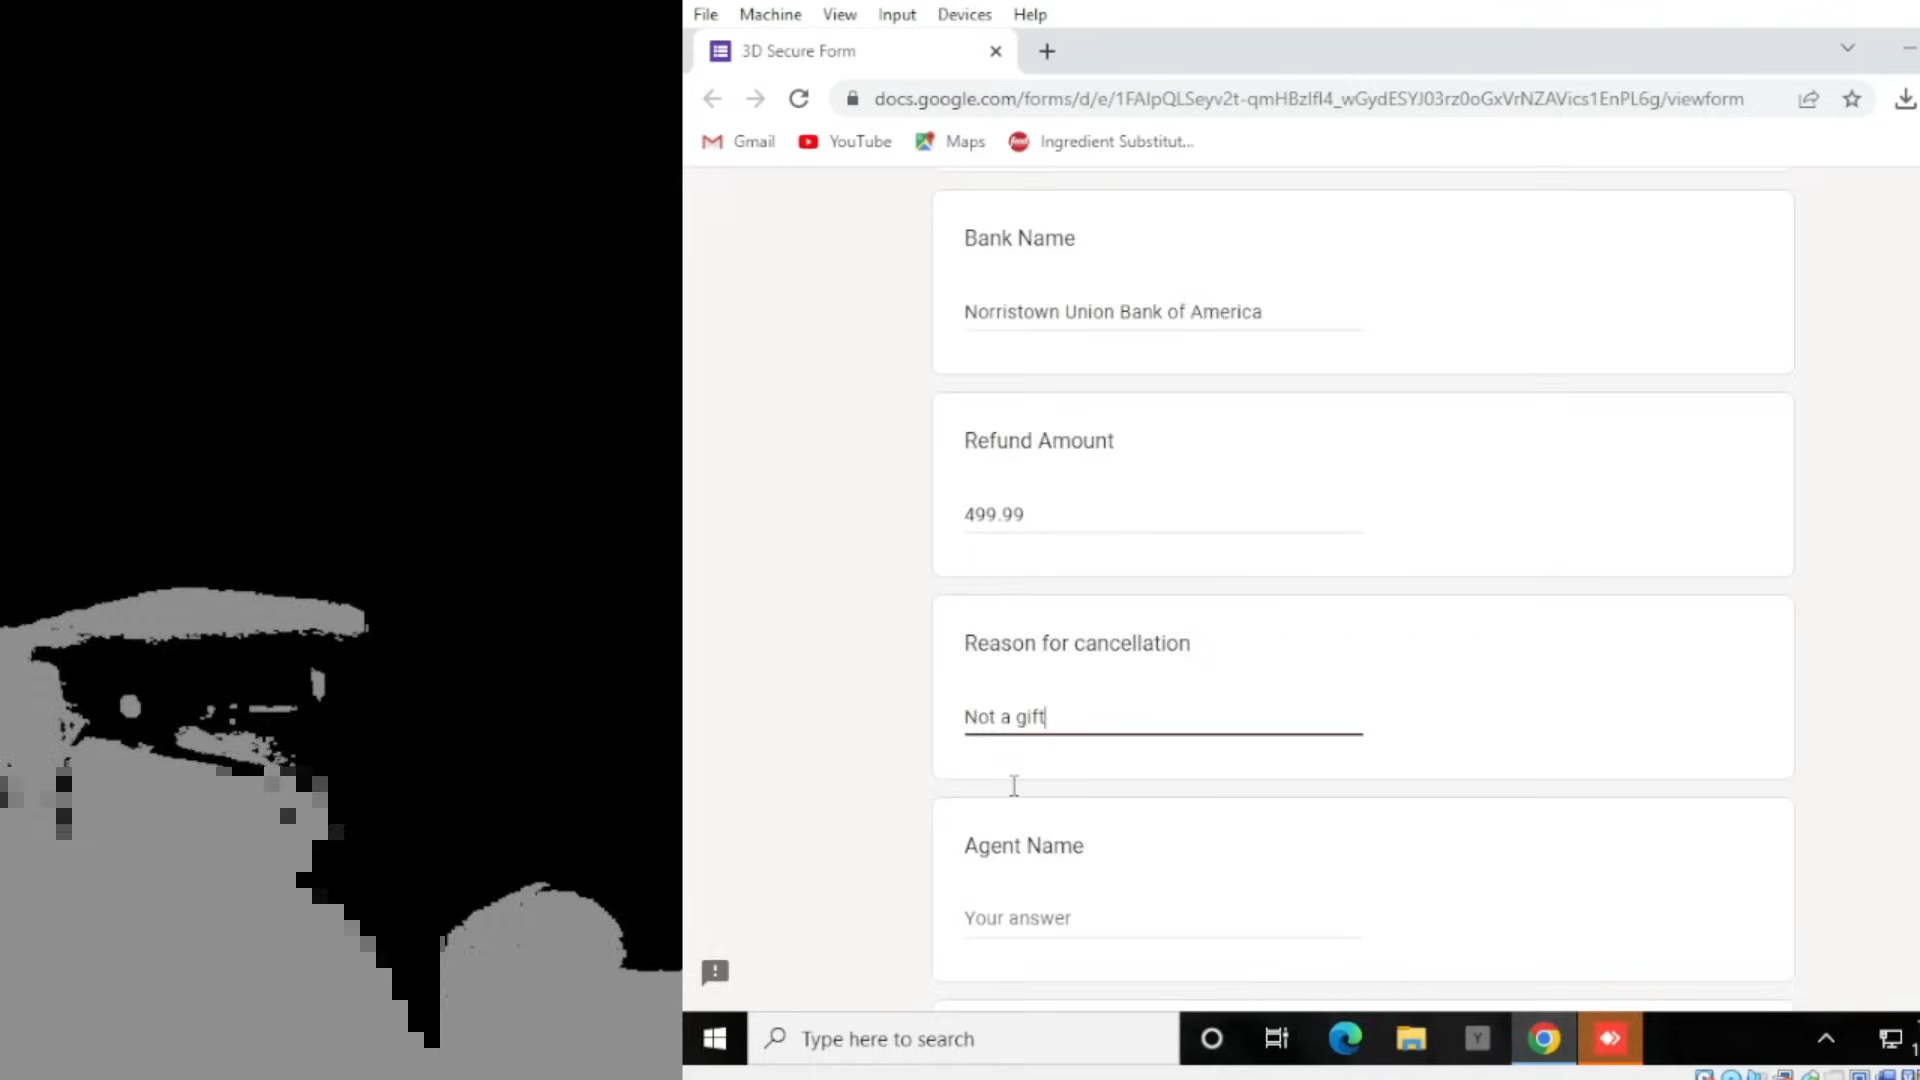 File Machine View Input Devices Help
3D Secure Form
docs.google.com/forms/d/e/1FAIpQLSeyv2t-qmHBzIfl4_wGydESYJ03rz0oGxVrNZAVics1EnPL6g/viewform
Gmail YouTube Maps Ingredient Substitut...
Bank Name
Norristown Union Bank of America
Refund Amount
499.99
Reason for cancellation
Not a gift
Agent Name
Your answer
Type here to search